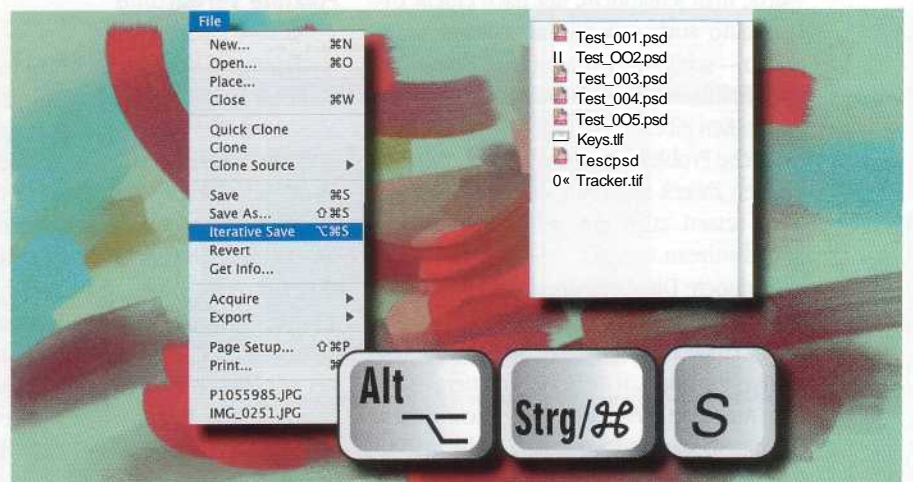 File
New... ⌘N
Open... ⌘O
Place...
Close ⌘W
Quick Clone
Clone
Clone Source
Save ⌘S
Save As... ⇧⌘S
Iterative Save ⌥⌘S
Revert
Get Info...
Acquire
Export
Page Setup... ⇧⌘P
Print...
P1055985.JPG
IMG_0251.JPG
Test_001.psd
II Test_OO2.psd
Test_003.psd
Test_004.psd
Test_0O5.psd
Keys.tlf
Tescpsd
0« Tracker.tif
Alt ⌥
Strg/⌘
S